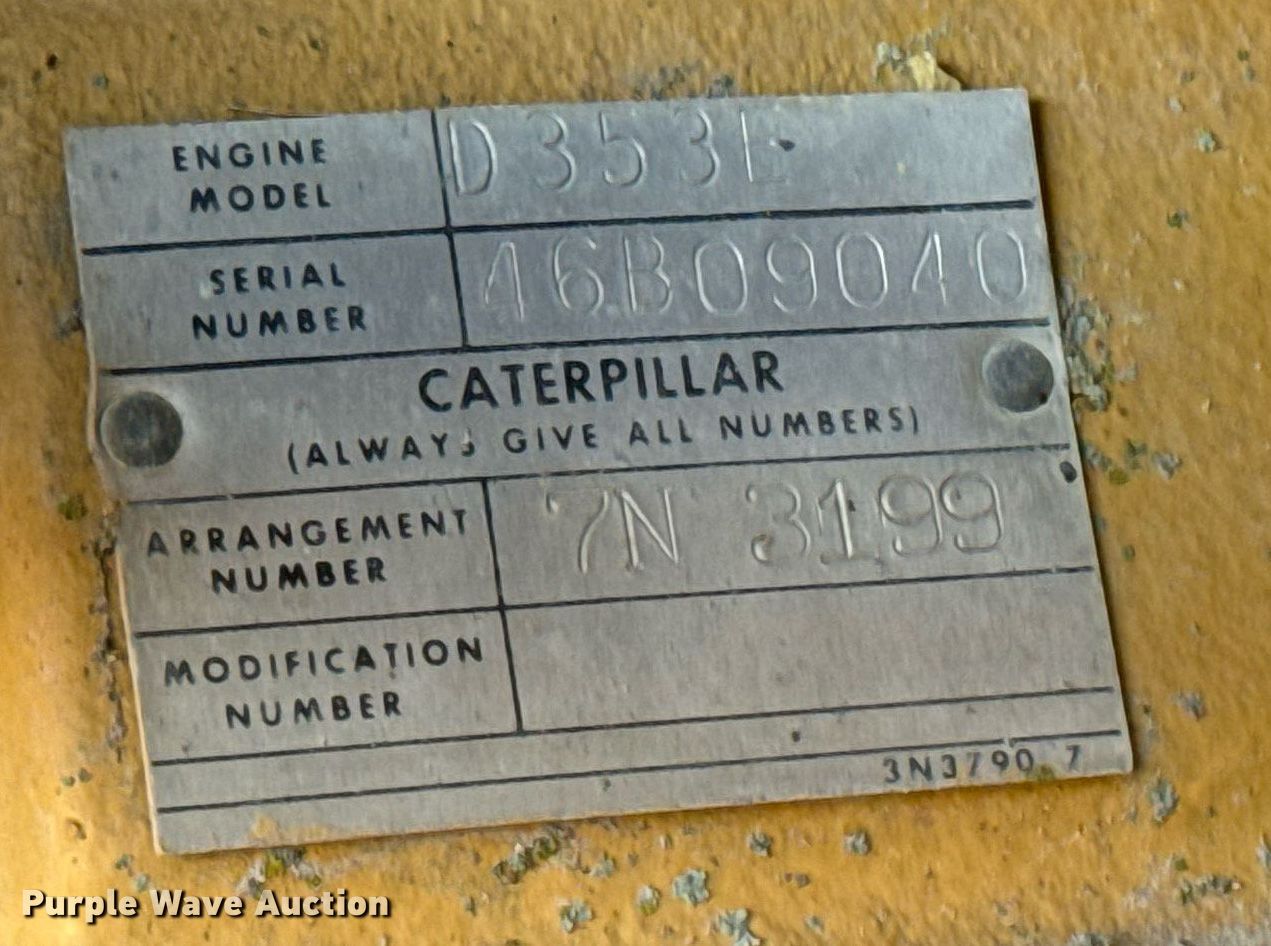 ENGINE MODEL D353E
SERIAL NUMBER 46B09040
CATERPILLAR
(ALWAYS GIVE ALL NUMBERS)
ARRANGEMENT NUMBER 7N 3199
MODIFICATION NUMBER
3N3790 7
Purple Wave Auction